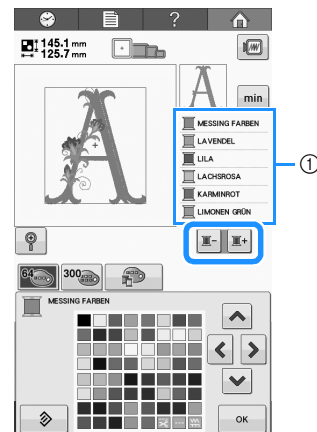 ?
145.1 mm
125.7 mm
A
A
min
MESSING FARBEN
LAVENDEL
LILA
LACHSROSA
KARMINROT
LIMONEN GRÜN
①
- +
64 300
MESSING FARBEN
OK